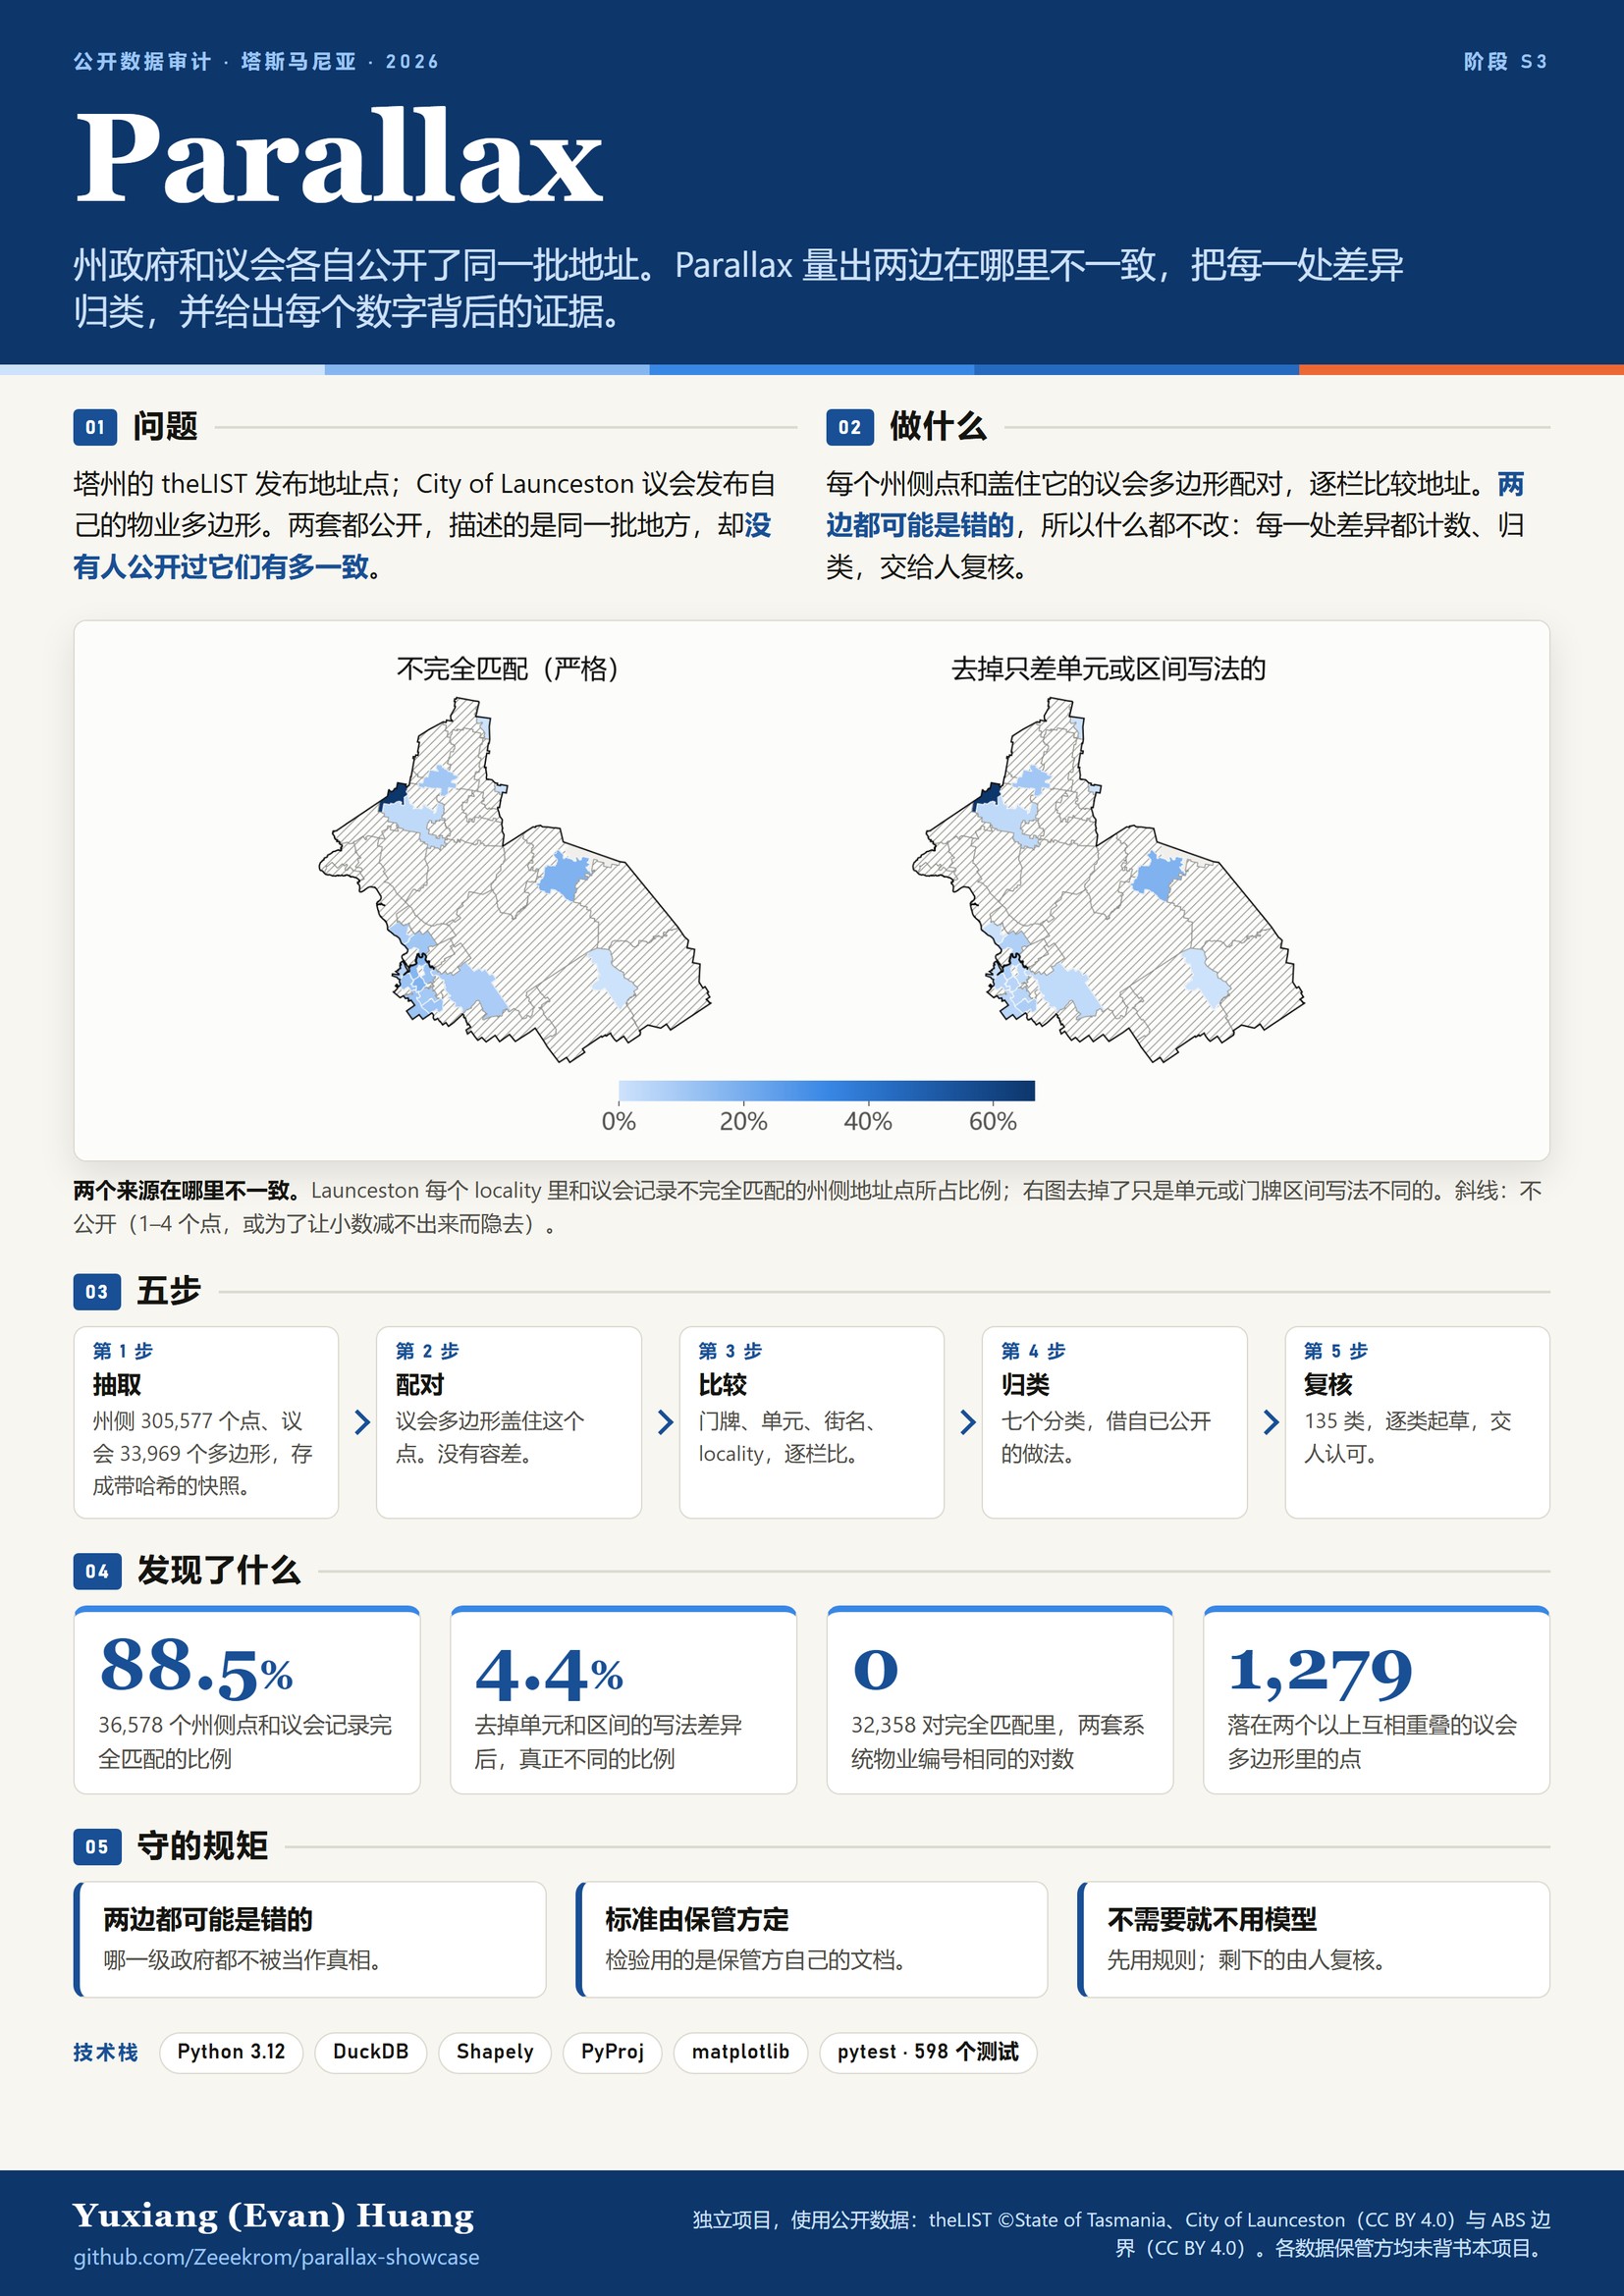 公开数据审计 · 塔斯马尼亚 · 2026
阶段 S3
Parallax
州政府和议会各自公开了同一批地址。Parallax 量出两边在哪里不一致，把每一处差异
归类，并给出每个数字背后的证据。
01 问题
塔州的 theLIST 发布地址点；City of Launceston 议会发布自
己的物业多边形。两套都公开，描述的是同一批地方，却没
有人公开过它们有多一致。
02 做什么
每个州侧点和盖住它的议会多边形配对，逐栏比较地址。两
边都可能是错的，所以什么都不改：每一处差异都计数、归
类，交给人复核。
不完全匹配（严格）
去掉只差单元或区间写法的
0% 20% 40% 60%
两个来源在哪里不一致。Launceston 每个 locality 里和议会记录不完全匹配的州侧地址点所占比例；右图去掉了只是单元或门牌区间写法不同的。斜线：不
公开（1–4 个点，或为了让小数减不出来而隐去）。
03 五步
第 1 步
抽取
州侧 305,577 个点、议
会 33,969 个多边形，存
成带哈希的快照。
第 2 步
配对
议会多边形盖住这个
点。没有容差。
第 3 步
比较
门牌、单元、街名、
locality，逐栏比。
第 4 步
归类
七个分类，借自已公开
的做法。
第 5 步
复核
135 类，逐类起草，交
人认可。
04 发现了什么
88.5%
36,578 个州侧点和议会记录完
全匹配的比例
4.4%
去掉单元和区间的写法差异
后，真正不同的比例
0
32,358 对完全匹配里，两套系
统物业编号相同的对数
1,279
落在两个以上互相重叠的议会
多边形里的点
05 守的规矩
两边都可能是错的
哪一级政府都不被当作真相。
标准由保管方定
检验用的是保管方自己的文档。
不需要就不用模型
先用规则；剩下的由人复核。
技术栈 Python 3.12 DuckDB Shapely PyProj matplotlib pytest · 598 个测试
Yuxiang (Evan) Huang
github.com/Zeeekrom/parallax-showcase
独立项目，使用公开数据：theLIST ©State of Tasmania、City of Launceston（CC BY 4.0）与 ABS 边
界（CC BY 4.0）。各数据保管方均未背书本项目。